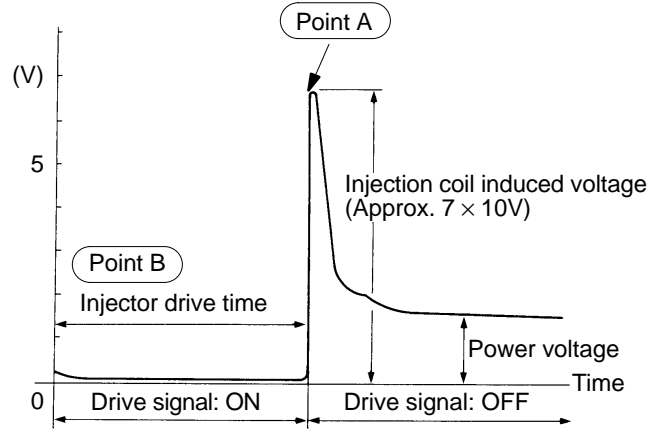 Point A
(V)
5
Injection coil induced voltage
(Approx. 7 × 10V)
Point B
Injector drive time
Power voltage
Time
0
Drive signal: ON
Drive signal: OFF